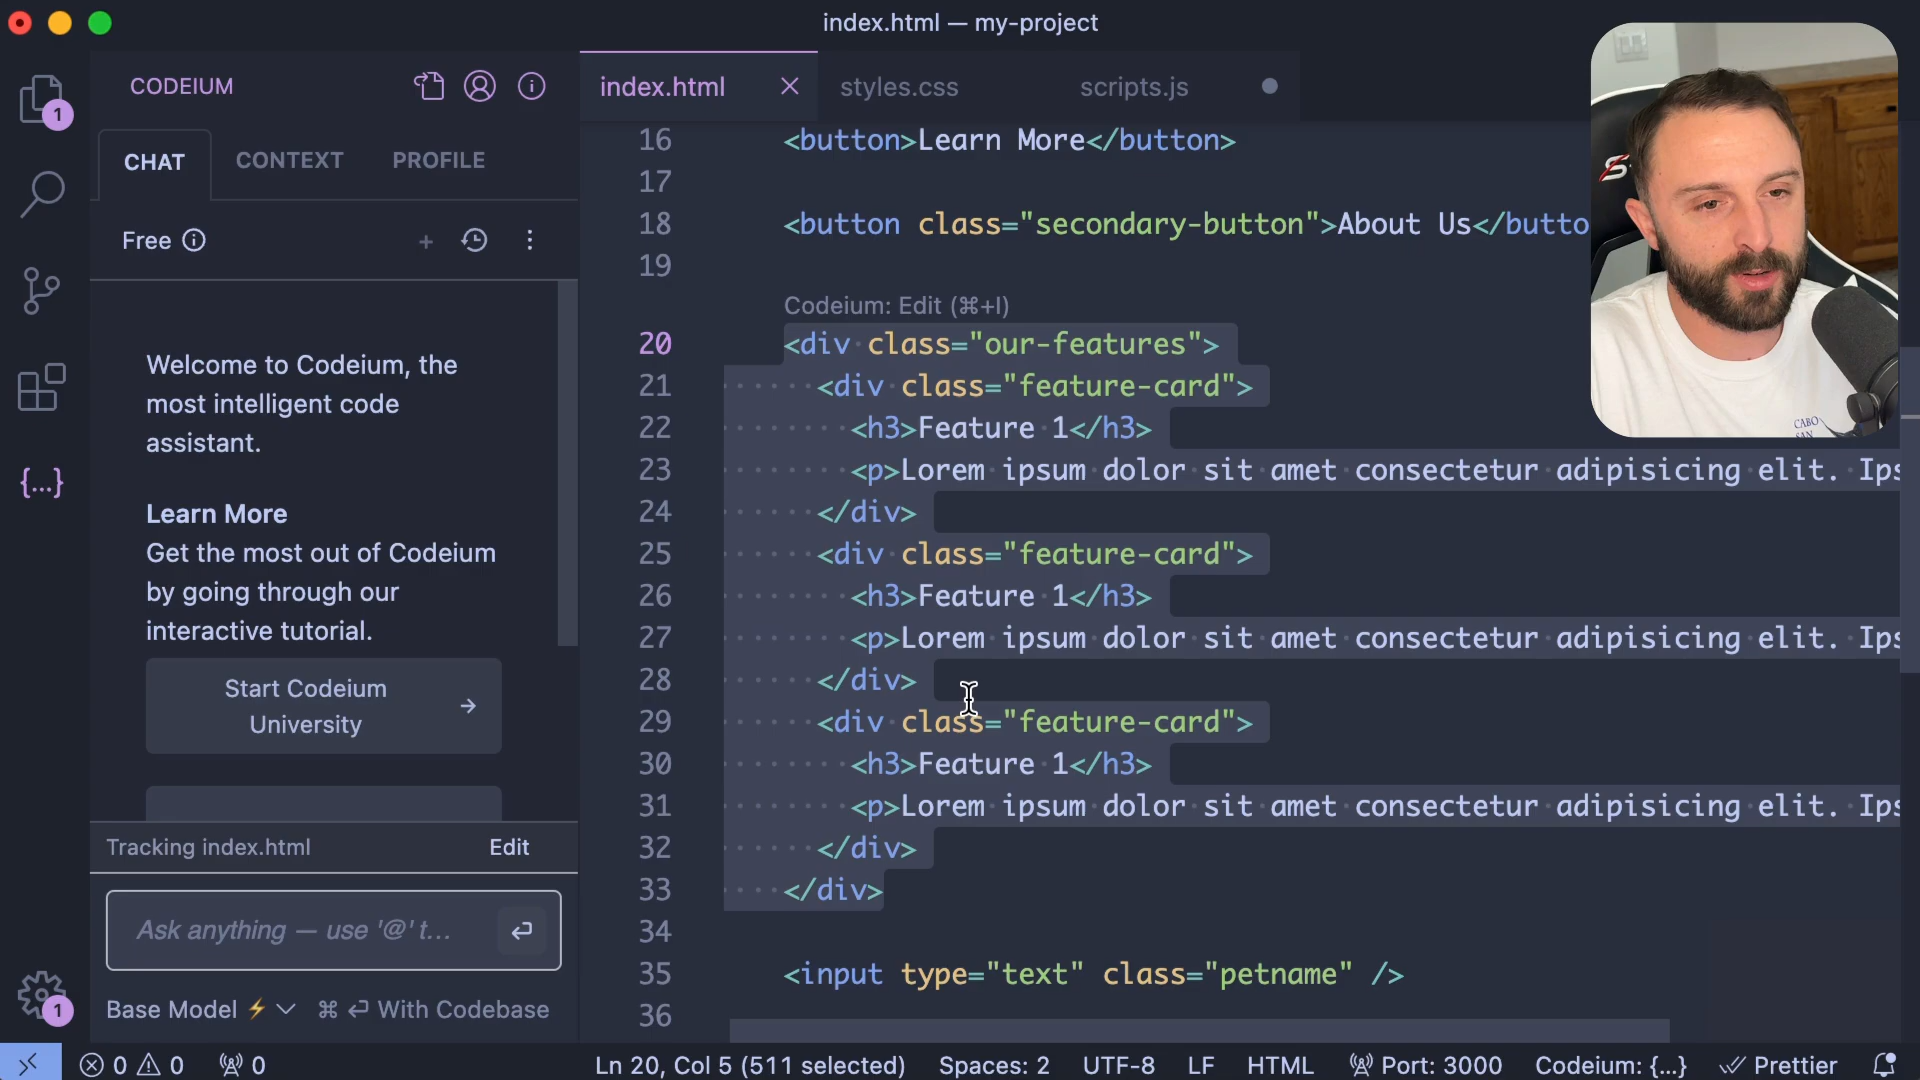 index.html — my-project
CODEIUM
index.html
styles.css
scripts.js
1
CHAT
CONTEXT
PROFILE
Free
Welcome to Codeium, the
most intelligent code
assistant.
Learn More
Get the most out of Codeium
by going through our
interactive tutorial.
Start Codeium
University
Tracking index.html
Edit
Ask anything — use '@' t...
Base Model
⌘ ⏎ With Codebase
1
16 <button>Learn More</button>
17
18 <button class="secondary-button">About Us</butto
19
Codeium: Edit (⌘+I)
20 <div class="our-features">
21 <div class="feature-card">
22 <h3>Feature 1</h3>
23 <p>Lorem ipsum dolor sit amet consectetur adipisicing elit. Ips
24 </div>
25 <div class="feature-card">
26 <h3>Feature 1</h3>
27 <p>Lorem ipsum dolor sit amet consectetur adipisicing elit. Ips
28 </div>
29 <div class="feature-card">
30 <h3>Feature 1</h3>
31 <p>Lorem ipsum dolor sit amet consectetur adipisicing elit. Ips
32 </div>
33 </div>
34
35 <input type="text" class="petname" />
36
CABO
SAN
0 0 0
Ln 20, Col 5 (511 selected)
Spaces: 2
UTF-8
LF
HTML
Port: 3000
Codeium: {...}
Prettier